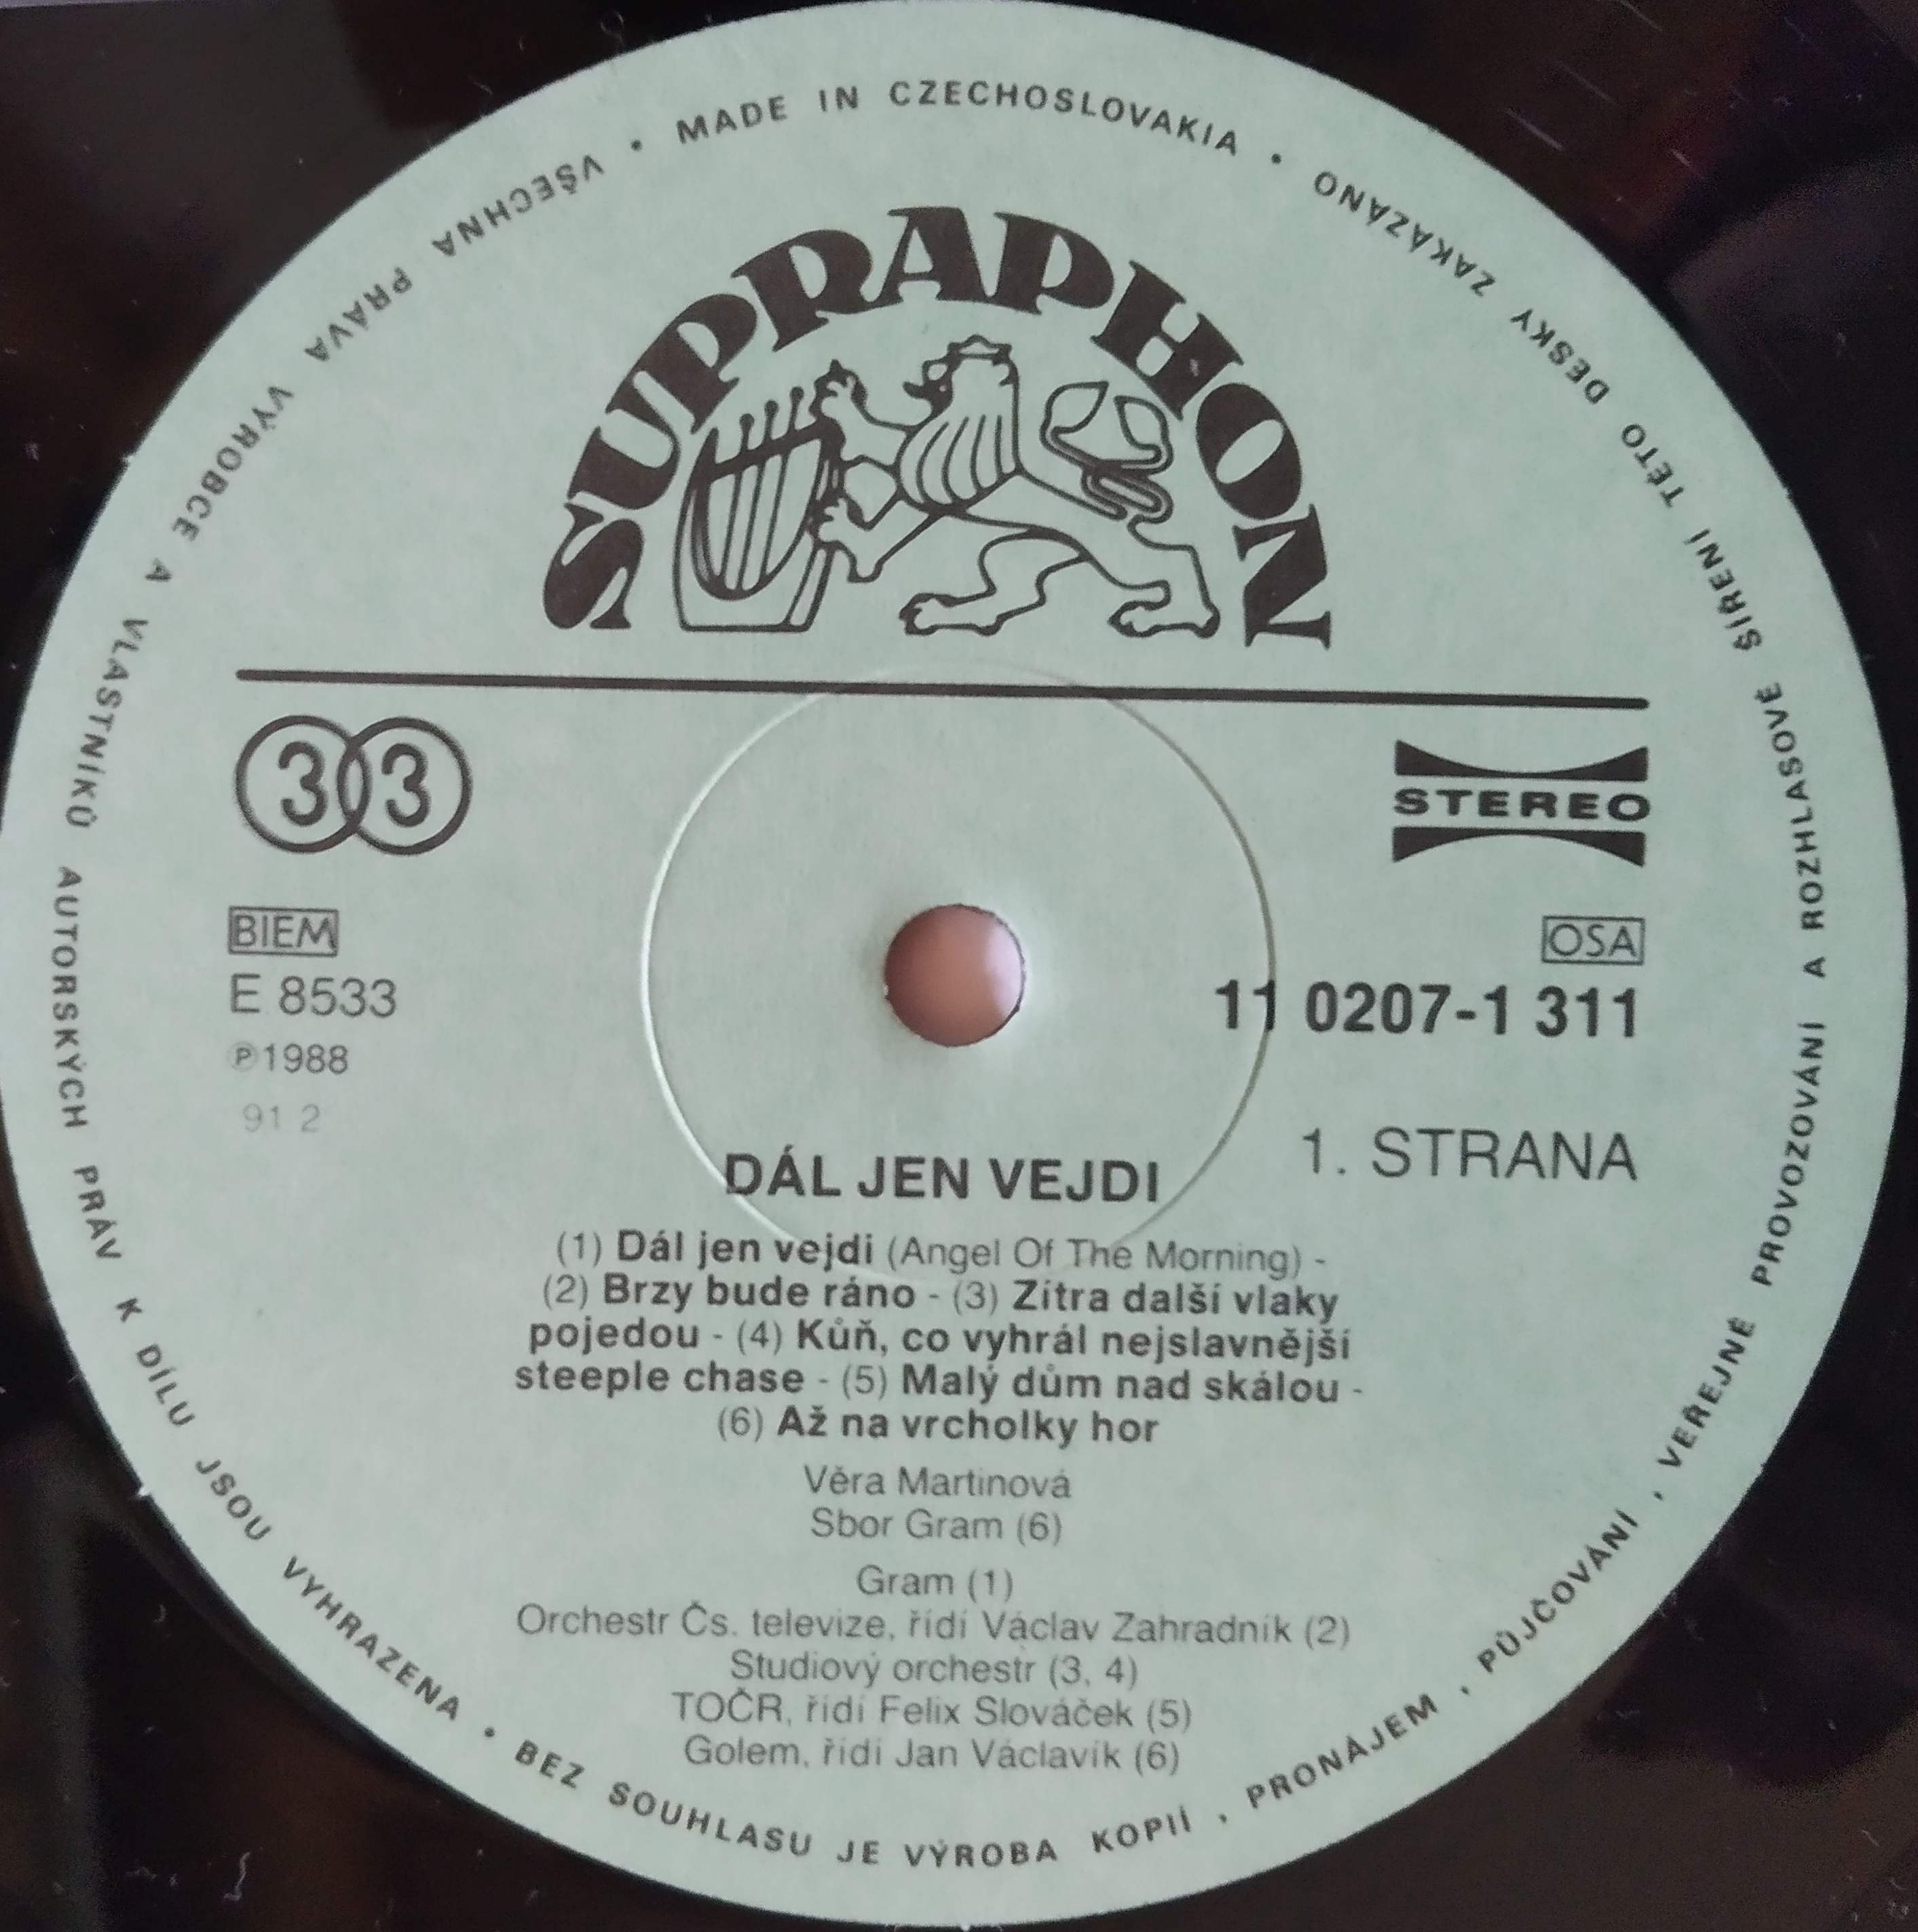 MADE IN CZECHOSLOVAKIA • VŠECHNA PRÁVA VÝROBCE A VLASTNÍKŮ AUTORSKÝCH PRÁV K DÍLU JSOU VYHRAZENA • BEZ SOUHLASU JE VÝROBA KOPIÍ, PRONÁJEM, PŮJČOVÁNÍ, VEŘEJNÉ PROVOZOVÁNÍ A ROZHLASOVÉ ŠÍŘENÍ TÉTO DESKY ZAKÁZÁNO •
SUPRAPHON
33
STEREO
BIEM
OSA
E 8533
11 0207-1 311
℗1988
91 2
1. STRANA
DÁL JEN VEJDI
(1) Dál jen vejdi (Angel Of The Morning) -
(2) Brzy bude ráno - (3) Zítra další vlaky
pojedou - (4) Kůň, co vyhrál nejslavnější
steeple chase - (5) Malý dům nad skálou -
(6) Až na vrcholky hor
Věra Martinová
Sbor Gram (6)
Gram (1)
Orchestr Čs. televize, řídí Václav Zahradník (2)
Studiový orchestr (3, 4)
TOČR, řídí Felix Slováček (5)
Golem, řídí Jan Václavík (6)